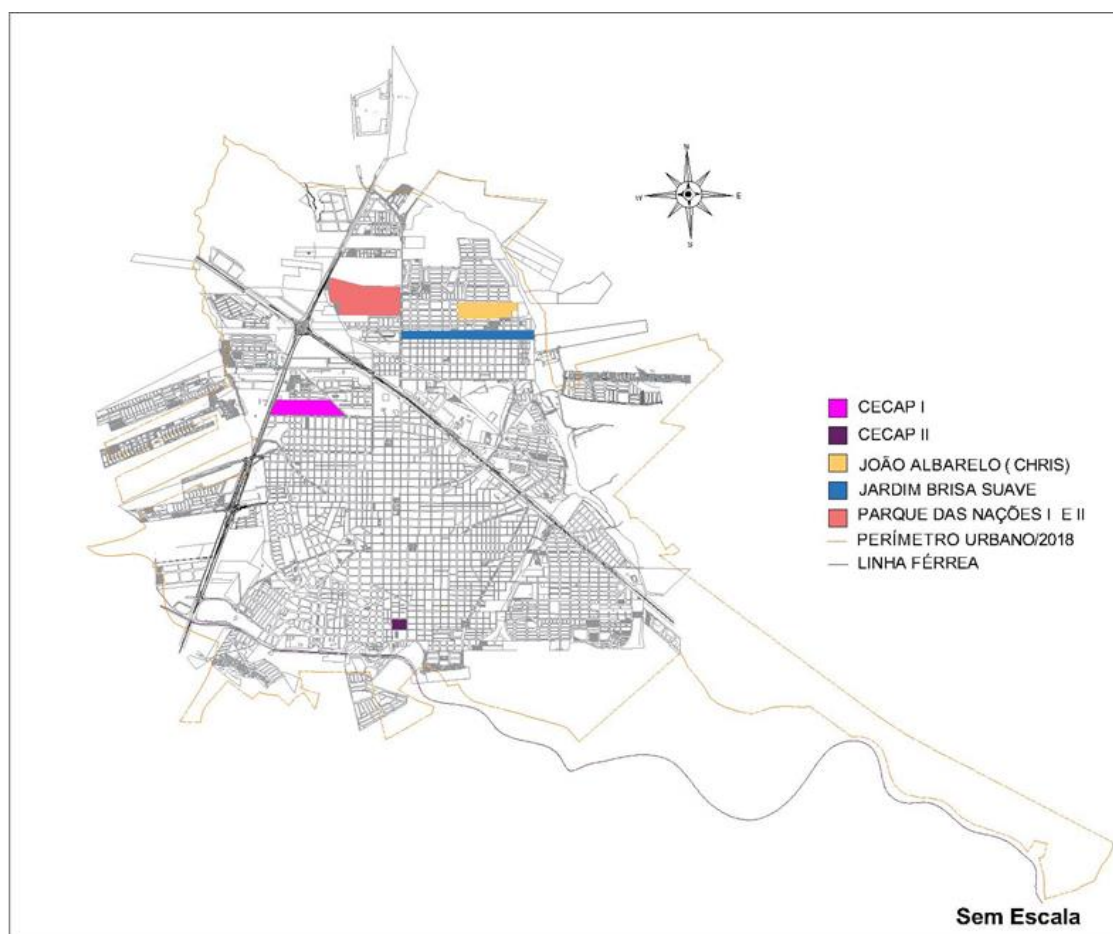 N
W
E
S
CECAP I
CECAP II
JOÃO ALBARELO ( CHRIS)
JARDIM BRISA SUAVE
PARQUE DAS NAÇÕES I E II
PERÍMETRO URBANO/2018
LINHA FÉRREA
Sem Escala